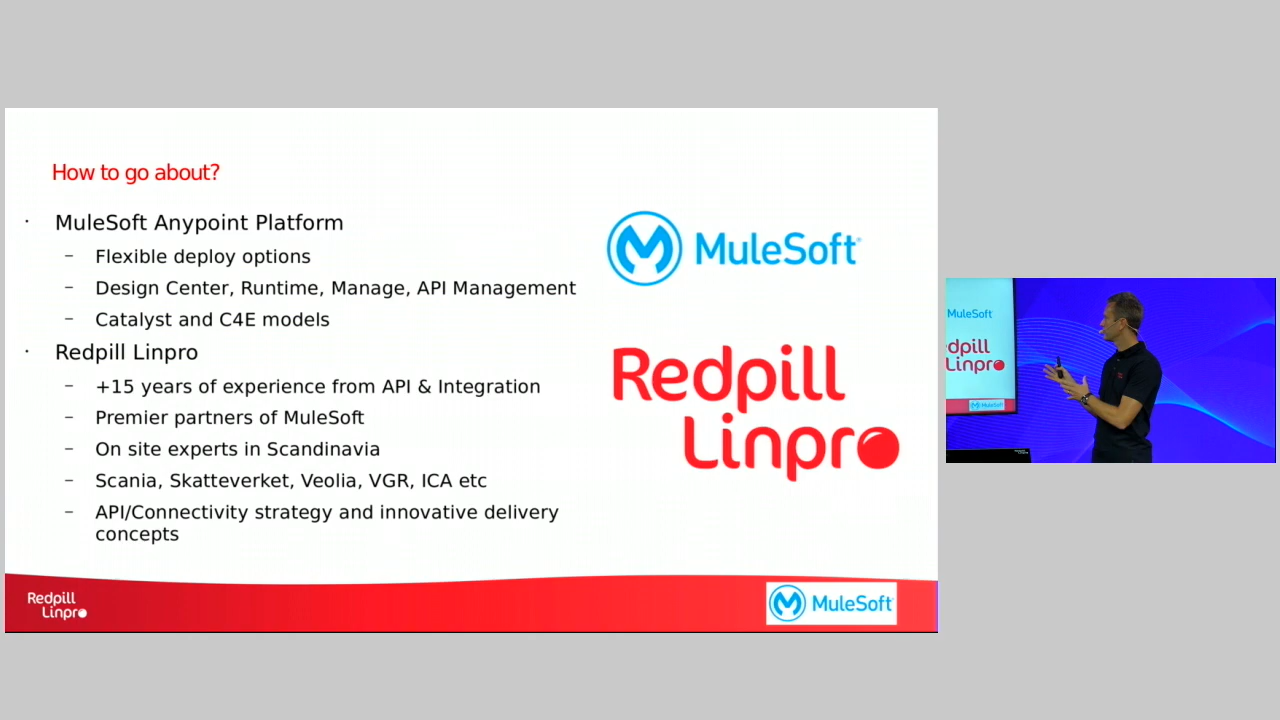 How to go about?
· MuleSoft Anypoint Platform
– Flexible deploy options
– Design Center, Runtime, Manage, API Management
– Catalyst and C4E models
· Redpill Linpro
– +15 years of experience from API & Integration
– Premier partners of MuleSoft
– On site experts in Scandinavia
– Scania, Skatteverket, Veolia, VGR, ICA etc
– API/Connectivity strategy and innovative delivery
concepts
MuleSoft
Redpill
Linpro
Redpill
Linpro
MuleSoft
MuleSoft
dpill
Linpro
MuleSoft